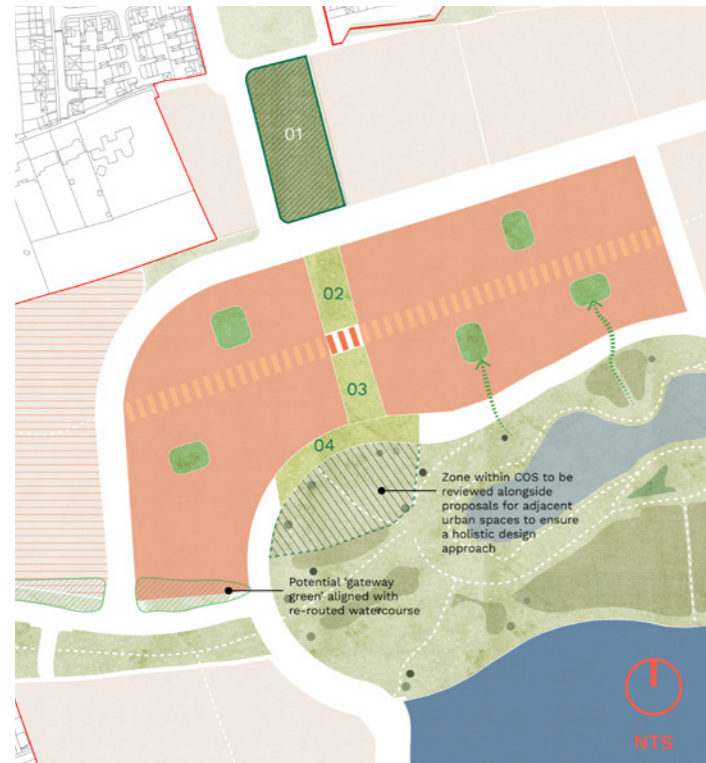 01
02
03
04
Zone within COS to be
reviewed alongside
proposals for adjacent
urban spaces to ensure
a holistic design
approach
Potential ‘gateway
green’ aligned with
re-routed watercourse
NTS